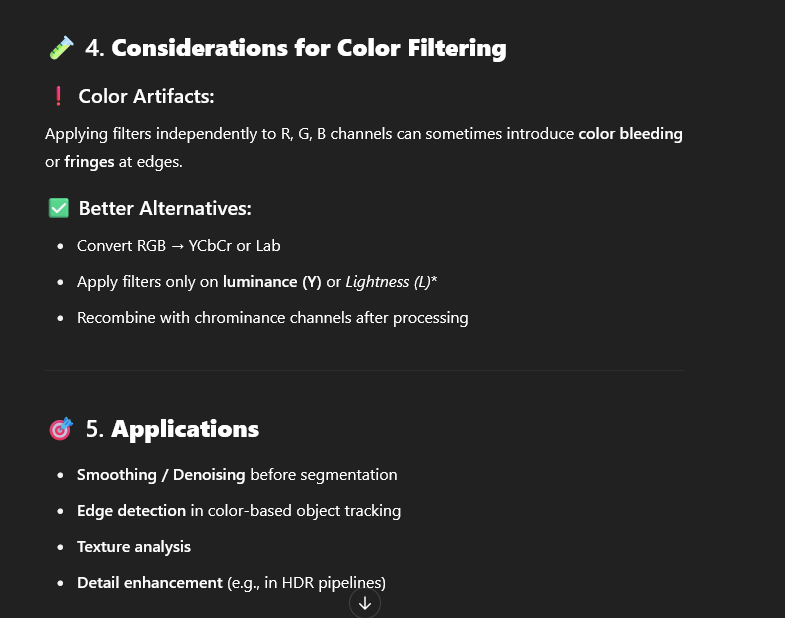 4. Considerations for Color Filtering
Color Artifacts:
Applying filters independently to R, G, B channels can sometimes introduce color bleeding
or fringes at edges.
Better Alternatives:
• Convert RGB → YCbCr or Lab
• Apply filters only on luminance (Y) or Lightness (L)*
• Recombine with chrominance channels after processing
5. Applications
• Smoothing / Denoising before segmentation
• Edge detection in color-based object tracking
• Texture analysis
• Detail enhancement (e.g., in HDR pipelines)